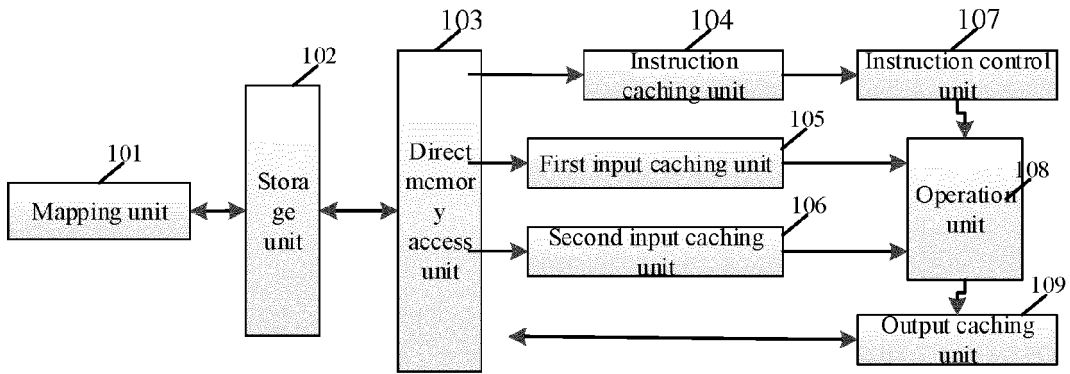 101
Mapping unit
102
Stora
ge
unit
103
Direct
memor
y
access
unit
104
Instruction
caching unit
105
First input caching unit
106
Second input caching
unit
107
Instruction control
unit
108
Operation
unit
109
Output caching
unit